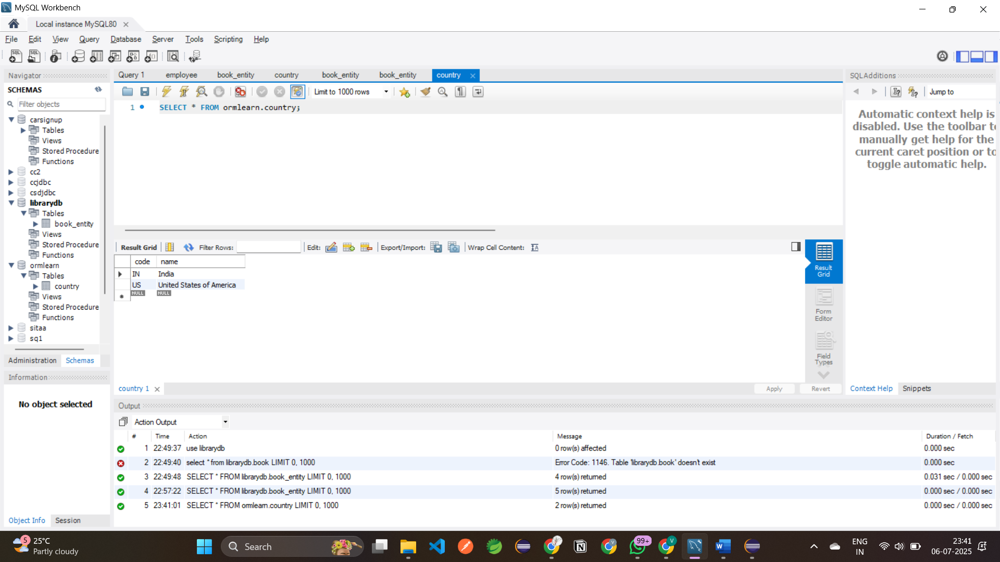 MySQL Workbench
Local instance MySQL80
File Edit View Query Database Server Tools Scripting Help
Navigator
SCHEMAS
Filter objects
carsignup
Tables
Views
Stored Procedure
Functions
cc2
ccjdbc
csdjdbc
librarydb
Tables
book_entity
Views
Stored Procedure
Functions
ormlearn
Tables
country
Views
Stored Procedure
Functions
sitaa
sq1
Administration Schemas
Information
No object selected
Object Info Session
Query 1 employee book_entity country book_entity book_entity country
Limit to 1000 rows
1 SELECT * FROM ormlearn.country;
Result Grid Filter Rows: Edit: Export/Import: Wrap Cell Content:
code name
IN India
US United States of America
NULL NULL
Result
Grid
Form
Editor
Field
Types
country 1 Apply Revert
SQLAdditions
Jump to
Automatic context help is
disabled. Use the toolbar to
manually get help for the
current caret position or to
toggle automatic help.
Context Help Snippets
Output
Action Output
# Time Action Message Duration / Fetch
1 22:49:37 use librarydb 0 row(s) affected 0.000 sec
2 22:49:40 select * from librarydb.book LIMIT 0, 1000 Error Code: 1146. Table 'librarydb.book' doesn't exist 0.000 sec
3 22:49:48 SELECT * FROM librarydb.book_entity LIMIT 0, 1000 4 row(s) returned 0.031 sec / 0.000 sec
4 22:57:22 SELECT * FROM librarydb.book_entity LIMIT 0, 1000 5 row(s) returned 0.000 sec / 0.000 sec
5 23:41:01 SELECT * FROM ormlearn.country LIMIT 0, 1000 2 row(s) returned 0.000 sec / 0.000 sec
5
25°C
Partly cloudy
Search
99+
ENG
IN
23:41
06-07-2025